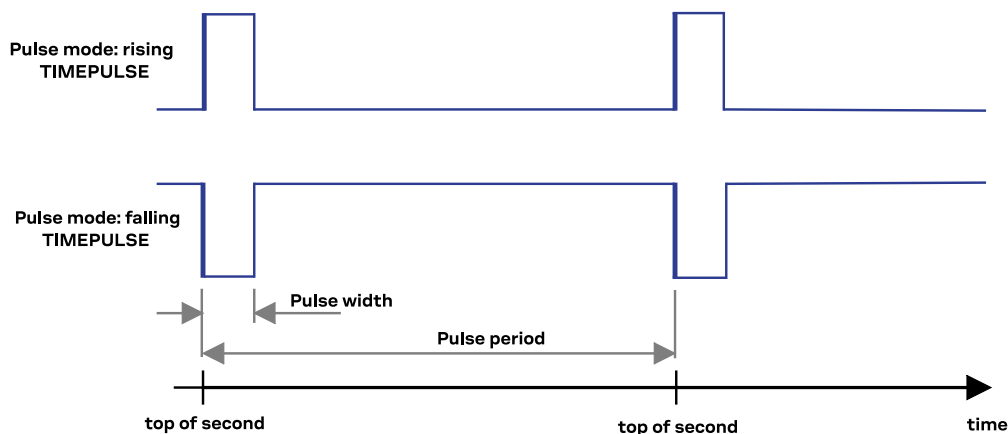 Pulse mode: rising
TIMEPULSE
Pulse mode: falling
TIMEPULSE
Pulse width
Pulse period
top of second
top of second
time